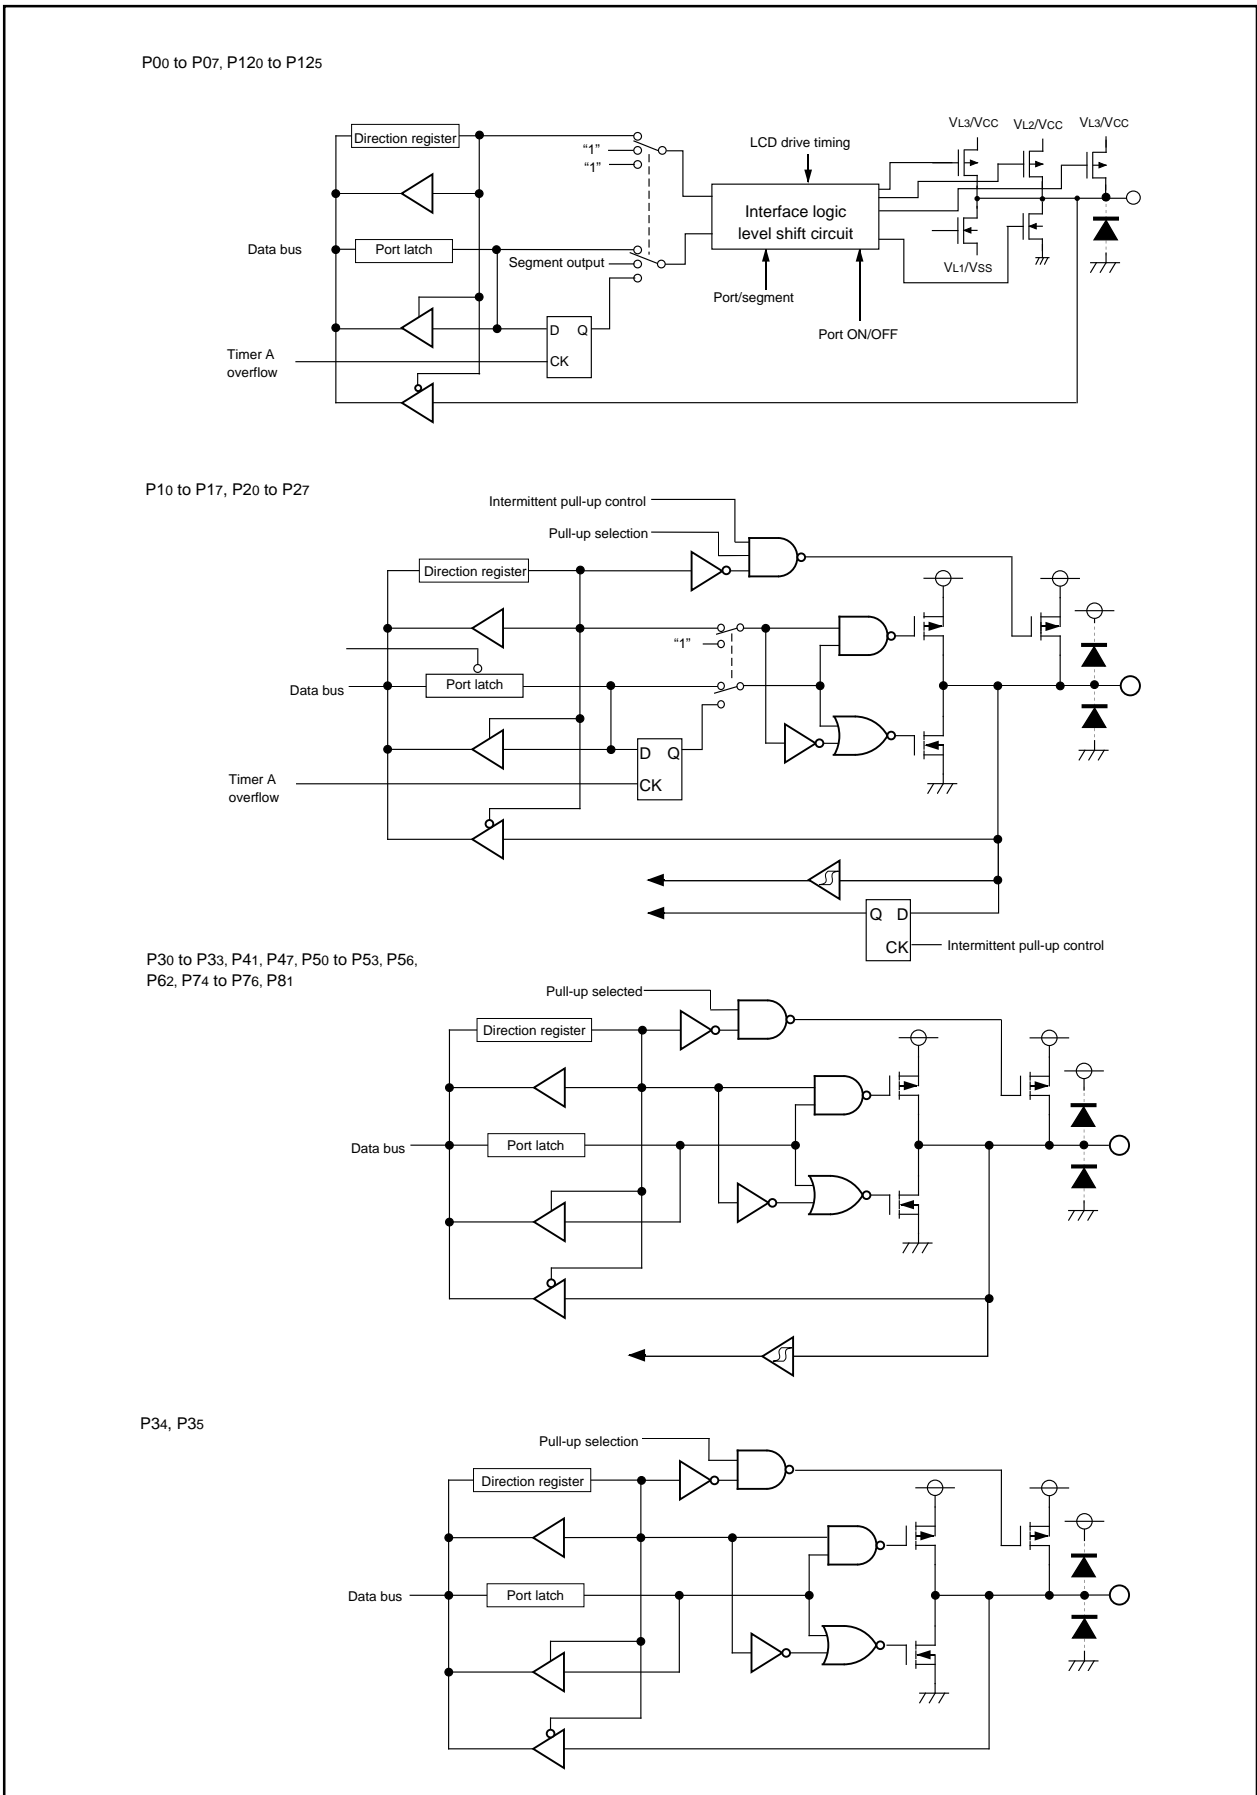 P00 to P07, P120 to P125
VL3/VCC VL2/VCC VL3/VCC
Direction register
LCD drive timing
“1”
“1”
Interface logic
level shift circuit
Data bus
Port latch
Segment output
VL1/VSS
Port/segment
D Q
CK
Port ON/OFF
Timer A
overflow
P10 to P17, P20 to P27
Intermittent pull-up control
Pull-up selection
Direction register
“1”
Data bus
Port latch
D Q
CK
Timer A
overflow
Q D
CK
Intermittent pull-up control
P30 to P33, P41, P47, P50 to P53, P56,
P62, P74 to P76, P81
Pull-up selected
Direction register
Data bus
Port latch
P34, P35
Pull-up selection
Direction register
Data bus
Port latch